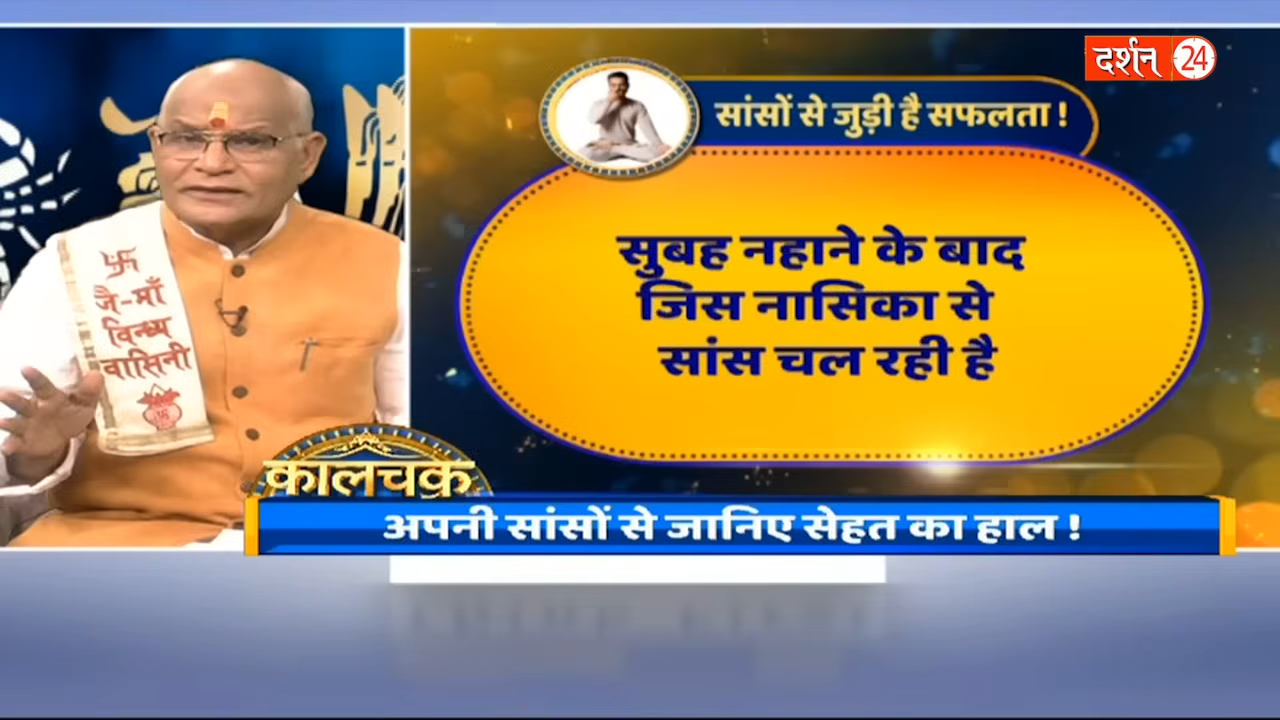 दर्शन 24
सांसों से जुड़ी है सफलता !
सुबह नहाने के बाद
जिस नासिका से
सांस चल रही है
जै-माँ
विन्ध्य
वासिनी
कालचक्र
अपनी सांसों से जानिए सेहत का हाल !